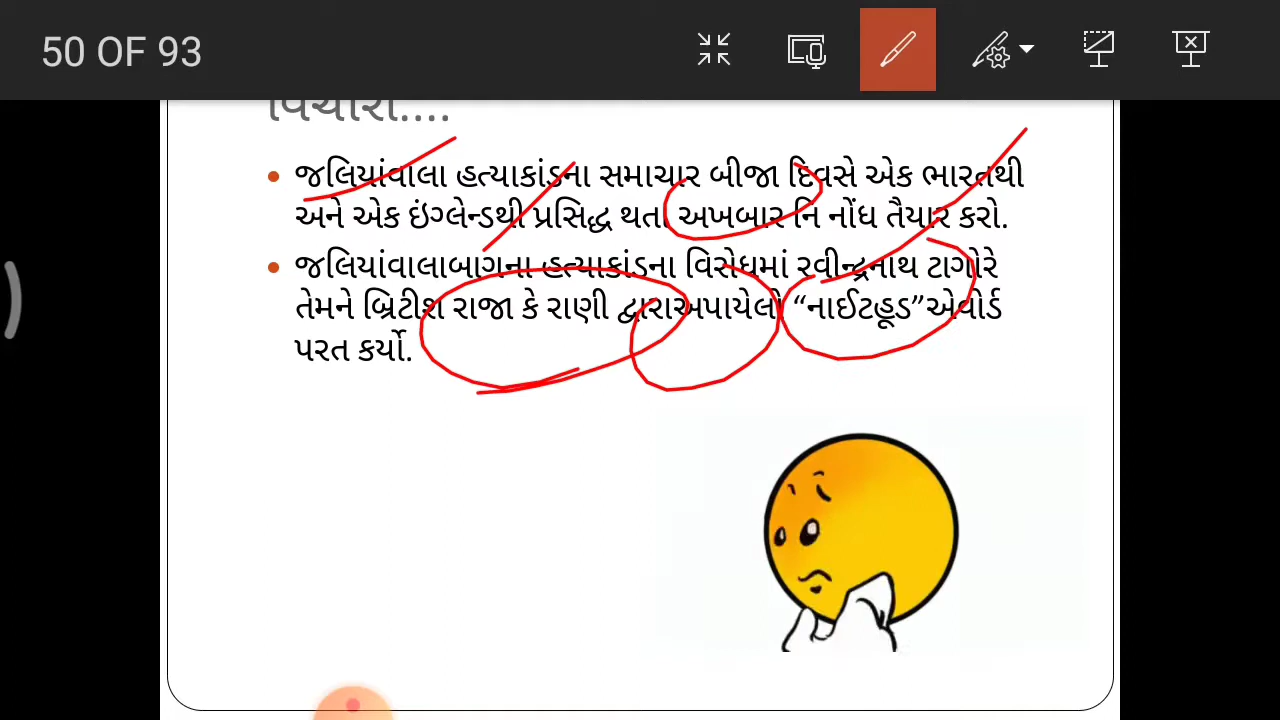 50 OF 93
વિચારો....
જલિયાંવાલા હત્યાકાંડના સમાચાર બીજા દિવસે એક ભારતથી
અને એક ઇંગ્લેન્ડથી પ્રસિદ્ધ થતા અખબાર નિ નોંધ તૈયાર કરો.
જલિયાંવાલાબાગના હત્યાકાંડના વિરોધમાં રવીન્દ્રનાથ ટાગોરે
તેમને બ્રિટીશ રાજા કે રાણી દ્વારાઅપાયેલો “નાઈટહૂડ”એવોર્ડ
પરત કર્યો.